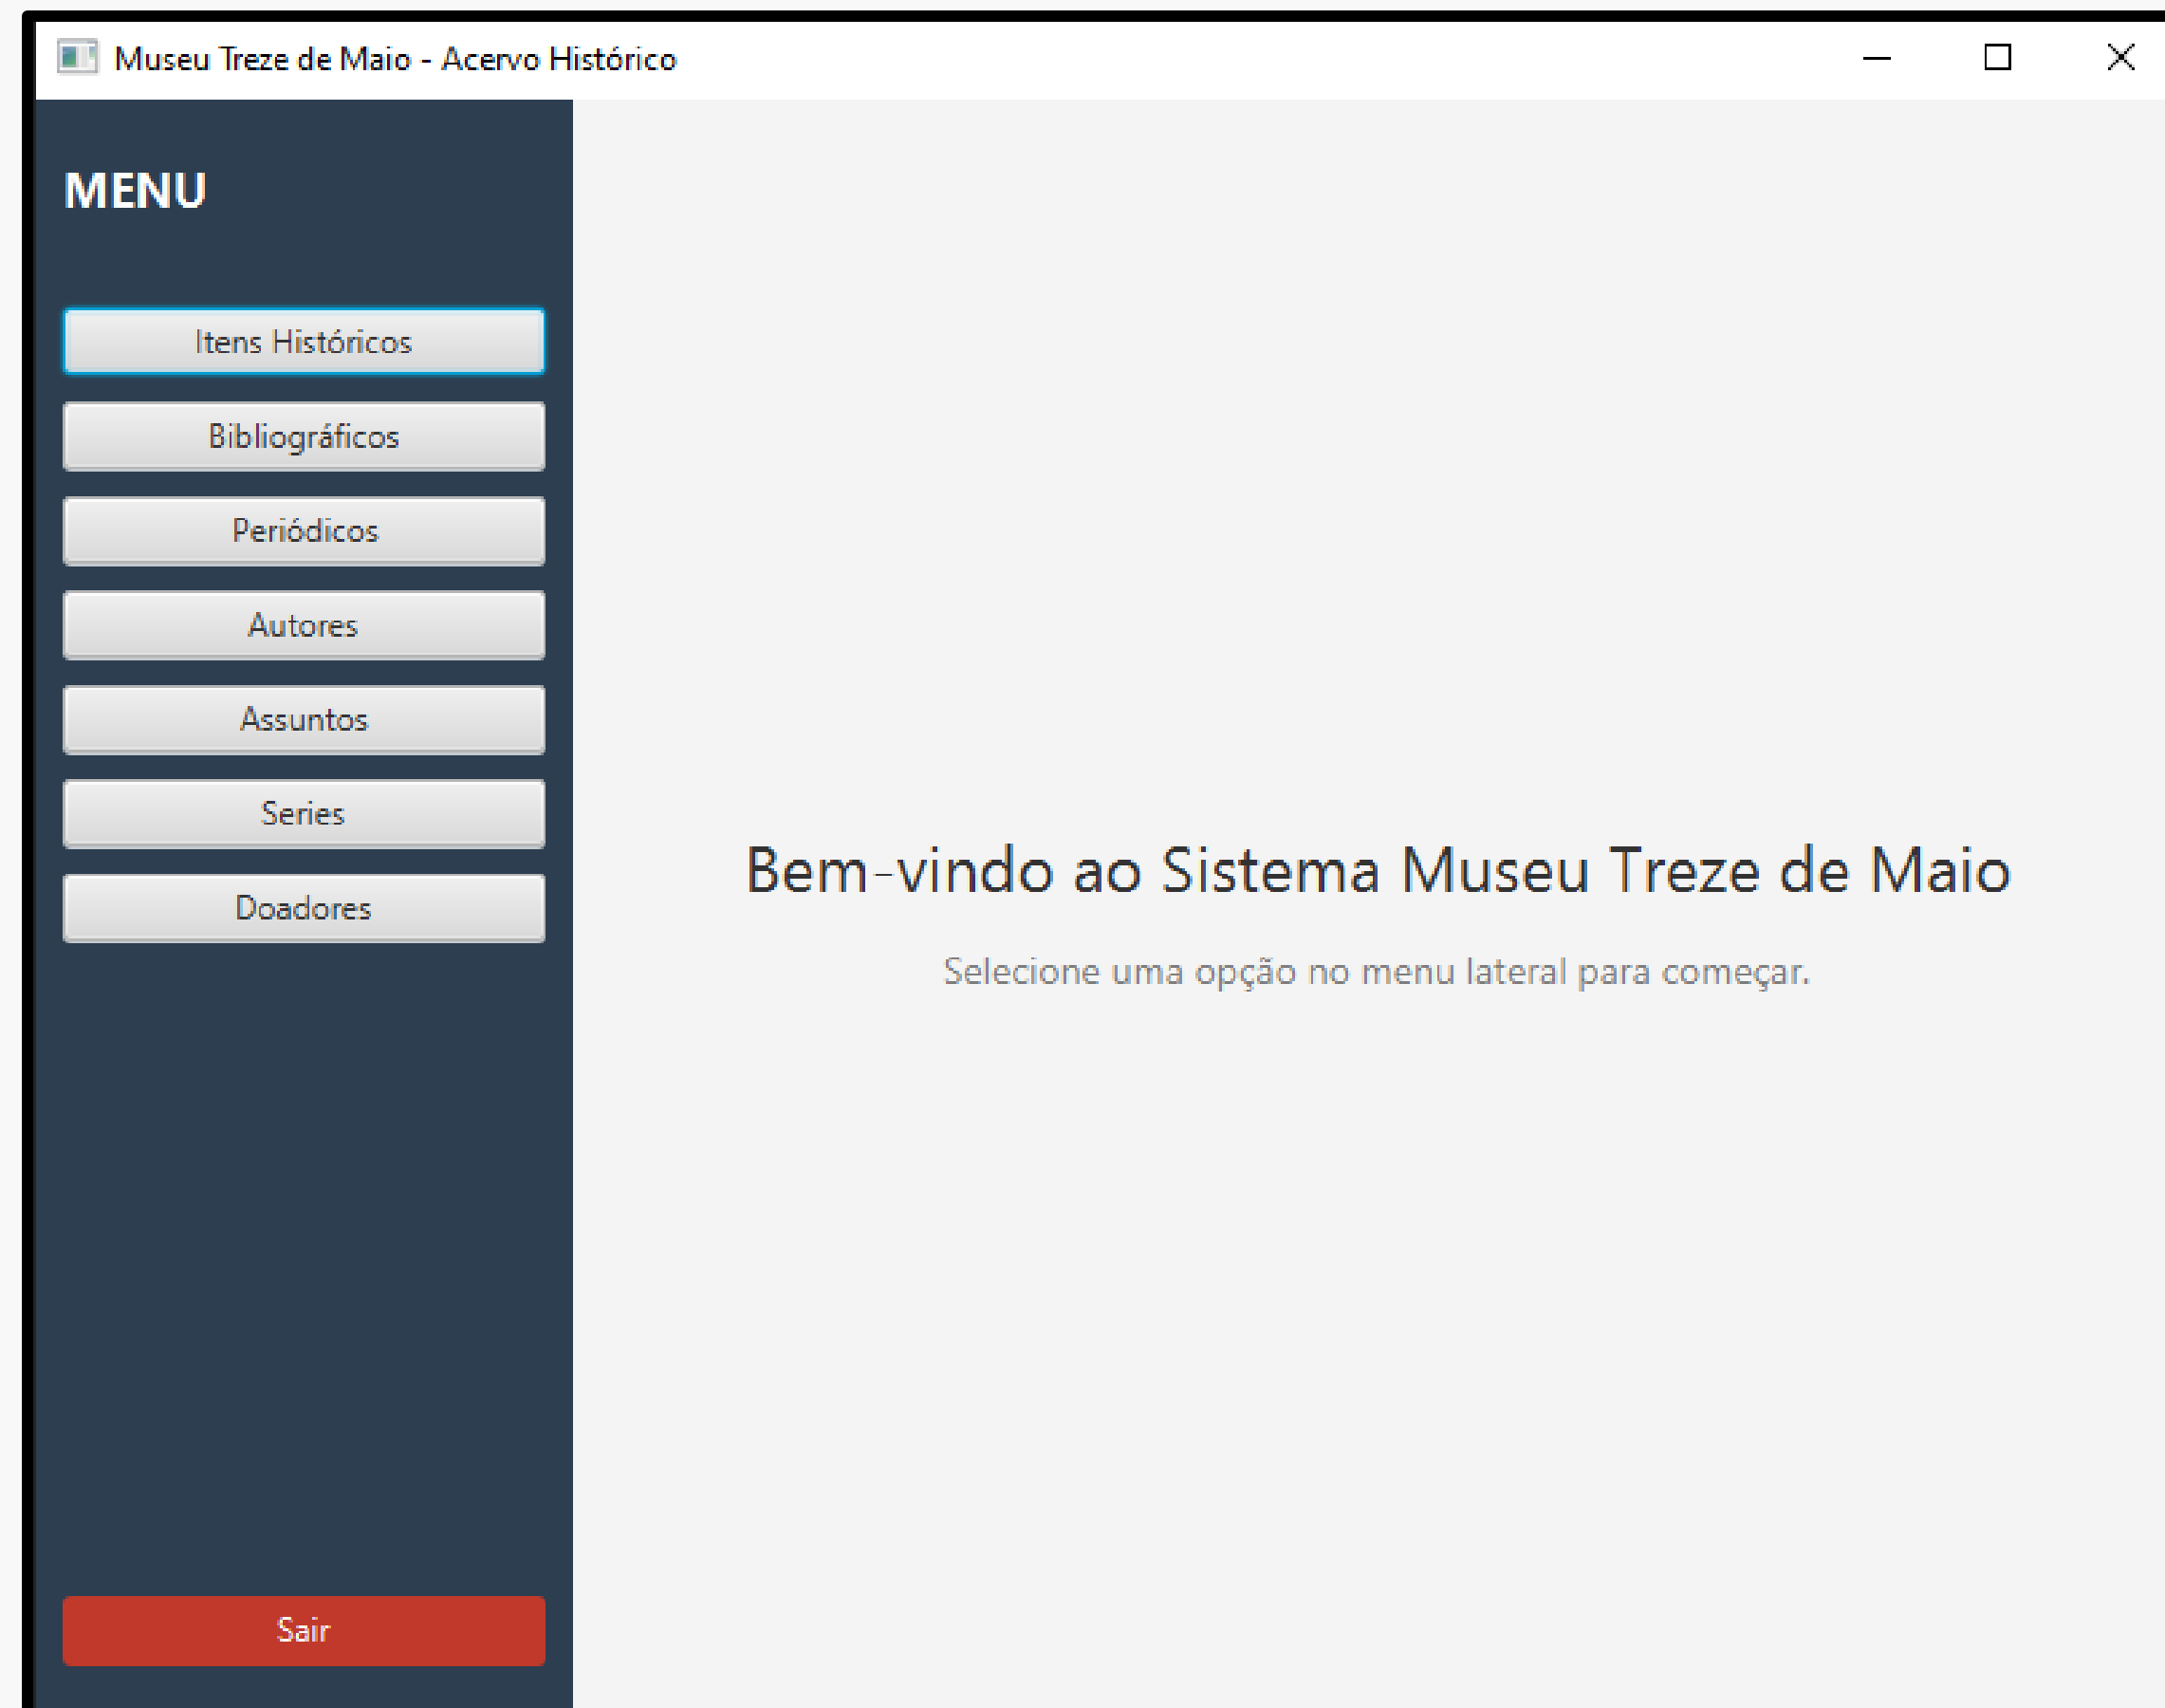 Museu Treze de Maio - Acervo Histórico
MENU
Itens Históricos
Bibliográficos
Periódicos
Autores
Assuntos
Series
Doadores
Sair
Bem-vindo ao Sistema Museu Treze de Maio
Selecione uma opção no menu lateral para começar.